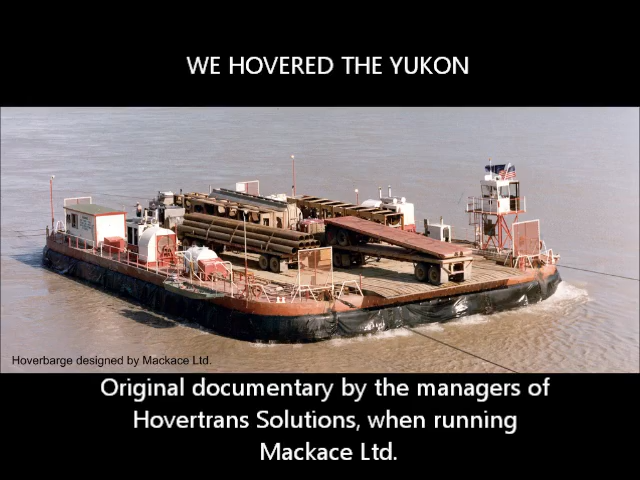 WE HOVERED THE YUKON
Hoverbarge designed by Mackace Ltd.
Original documentary by the managers of
Hovertrans Solutions, when running
Mackace Ltd.